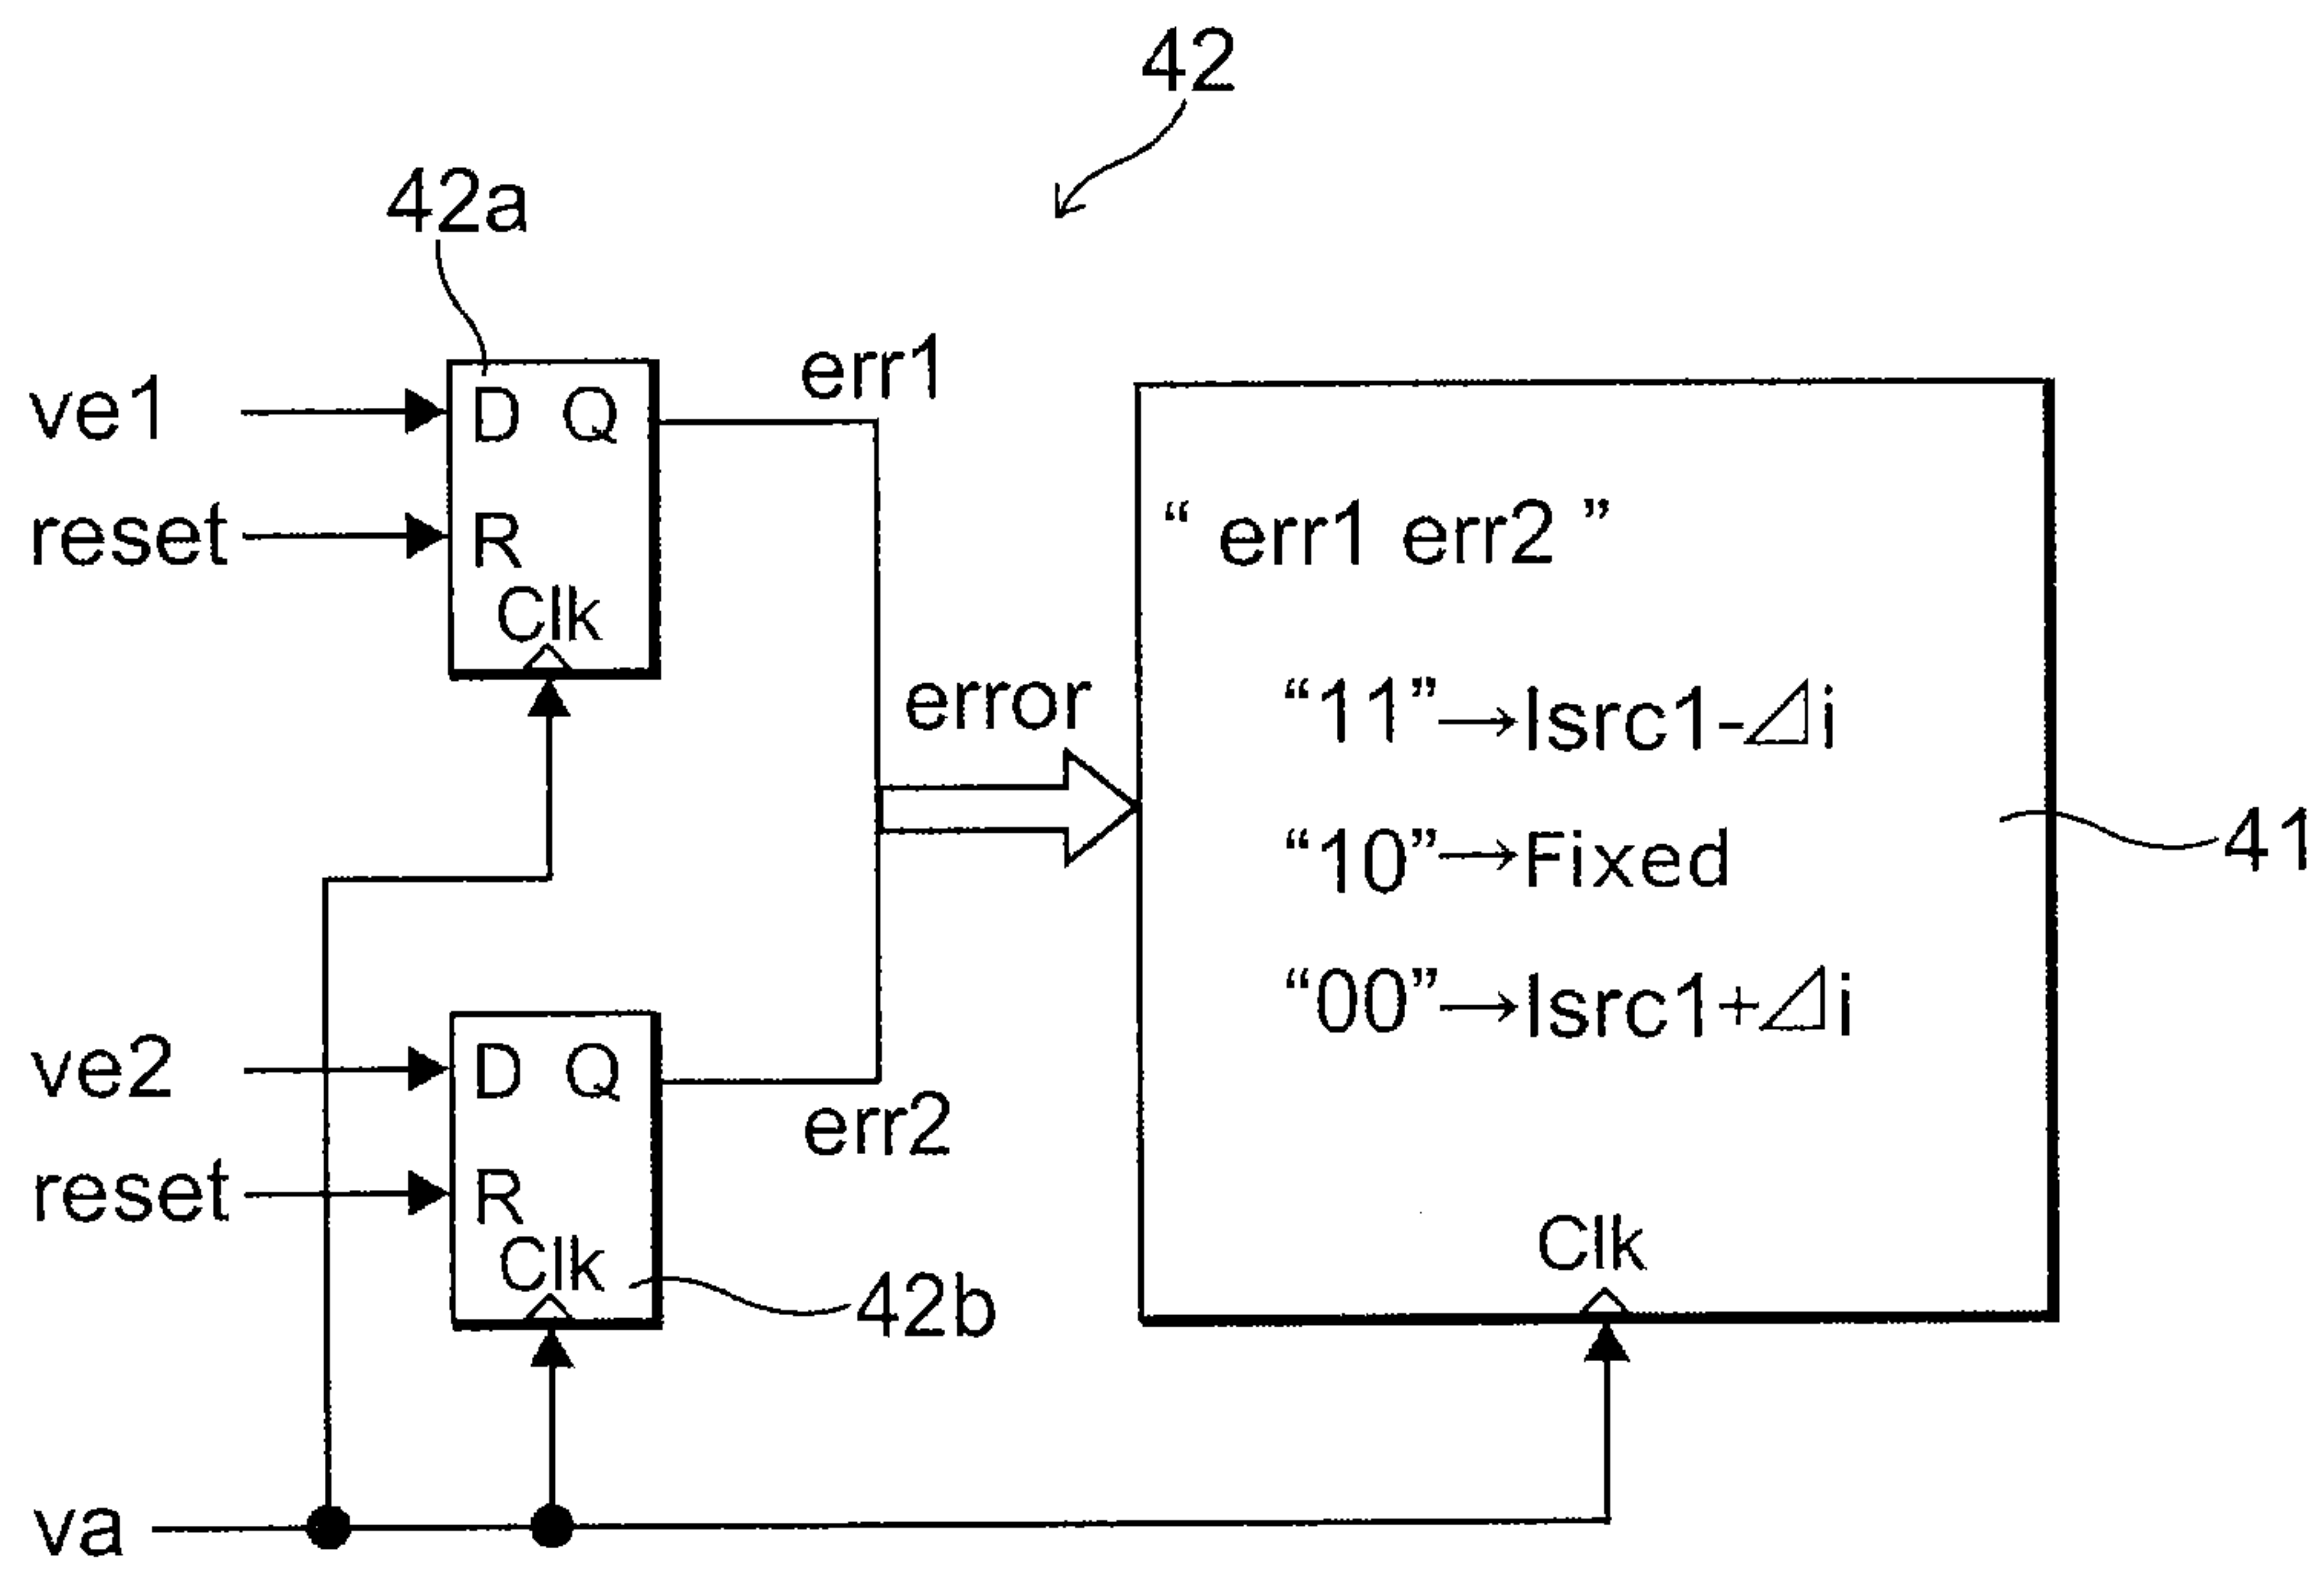 42
42a
ve1
D Q
err1
reset
R
Clk
“ err1 err2 ”
error
“11”→Isrc1-⊿i
“10”→Fixed
41
“00”→Isrc1+⊿i
ve2
D Q
err2
reset
R
Clk
42b
Clk
va